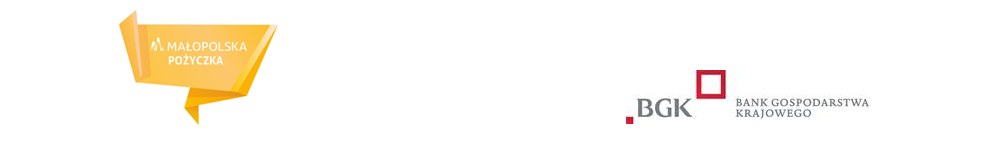 MAŁOPOLSKA
POŻYCZKA
BGK
BANK GOSPODARSTWA
KRAJOWEGO